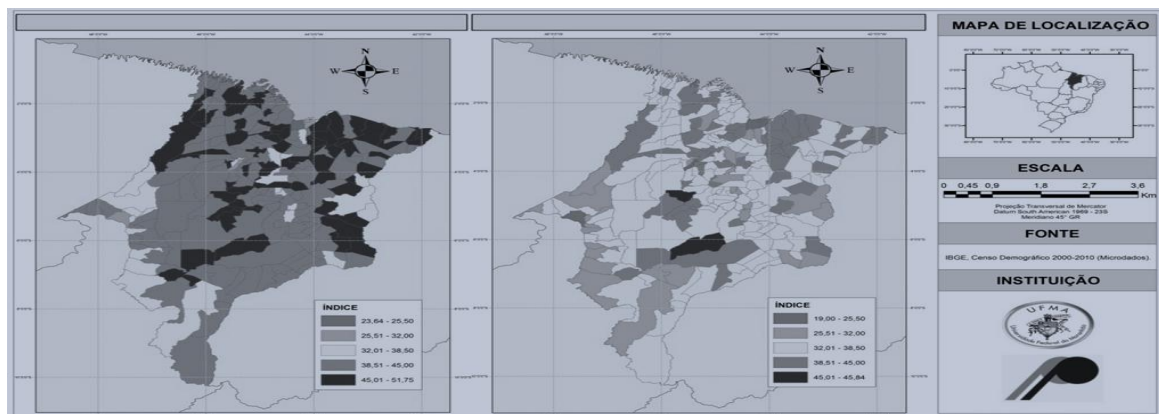 N
W E
S
ÍNDICE
23,64 - 25,50
25,51 - 32,00
32,01 - 38,50
38,51 - 45,00
45,01 - 51,75
N
W E
S
ÍNDICE
19,00 - 25,50
25,51 - 32,00
32,01 - 38,50
38,51 - 45,00
45,01 - 45,84
MAPA DE LOCALIZAÇÃO
ESCALA
0 0,45 0,9 1,8 2,7 3,6
Km
Projeção Transversal de Mercator
Datum South American 1969 - 23S
Meridiano 45° GR
FONTE
IBGE, Censo Demográfico 2000-2010 (Microdados).
INSTITUIÇÃO
UFMA
Universidade Federal do Maranhão